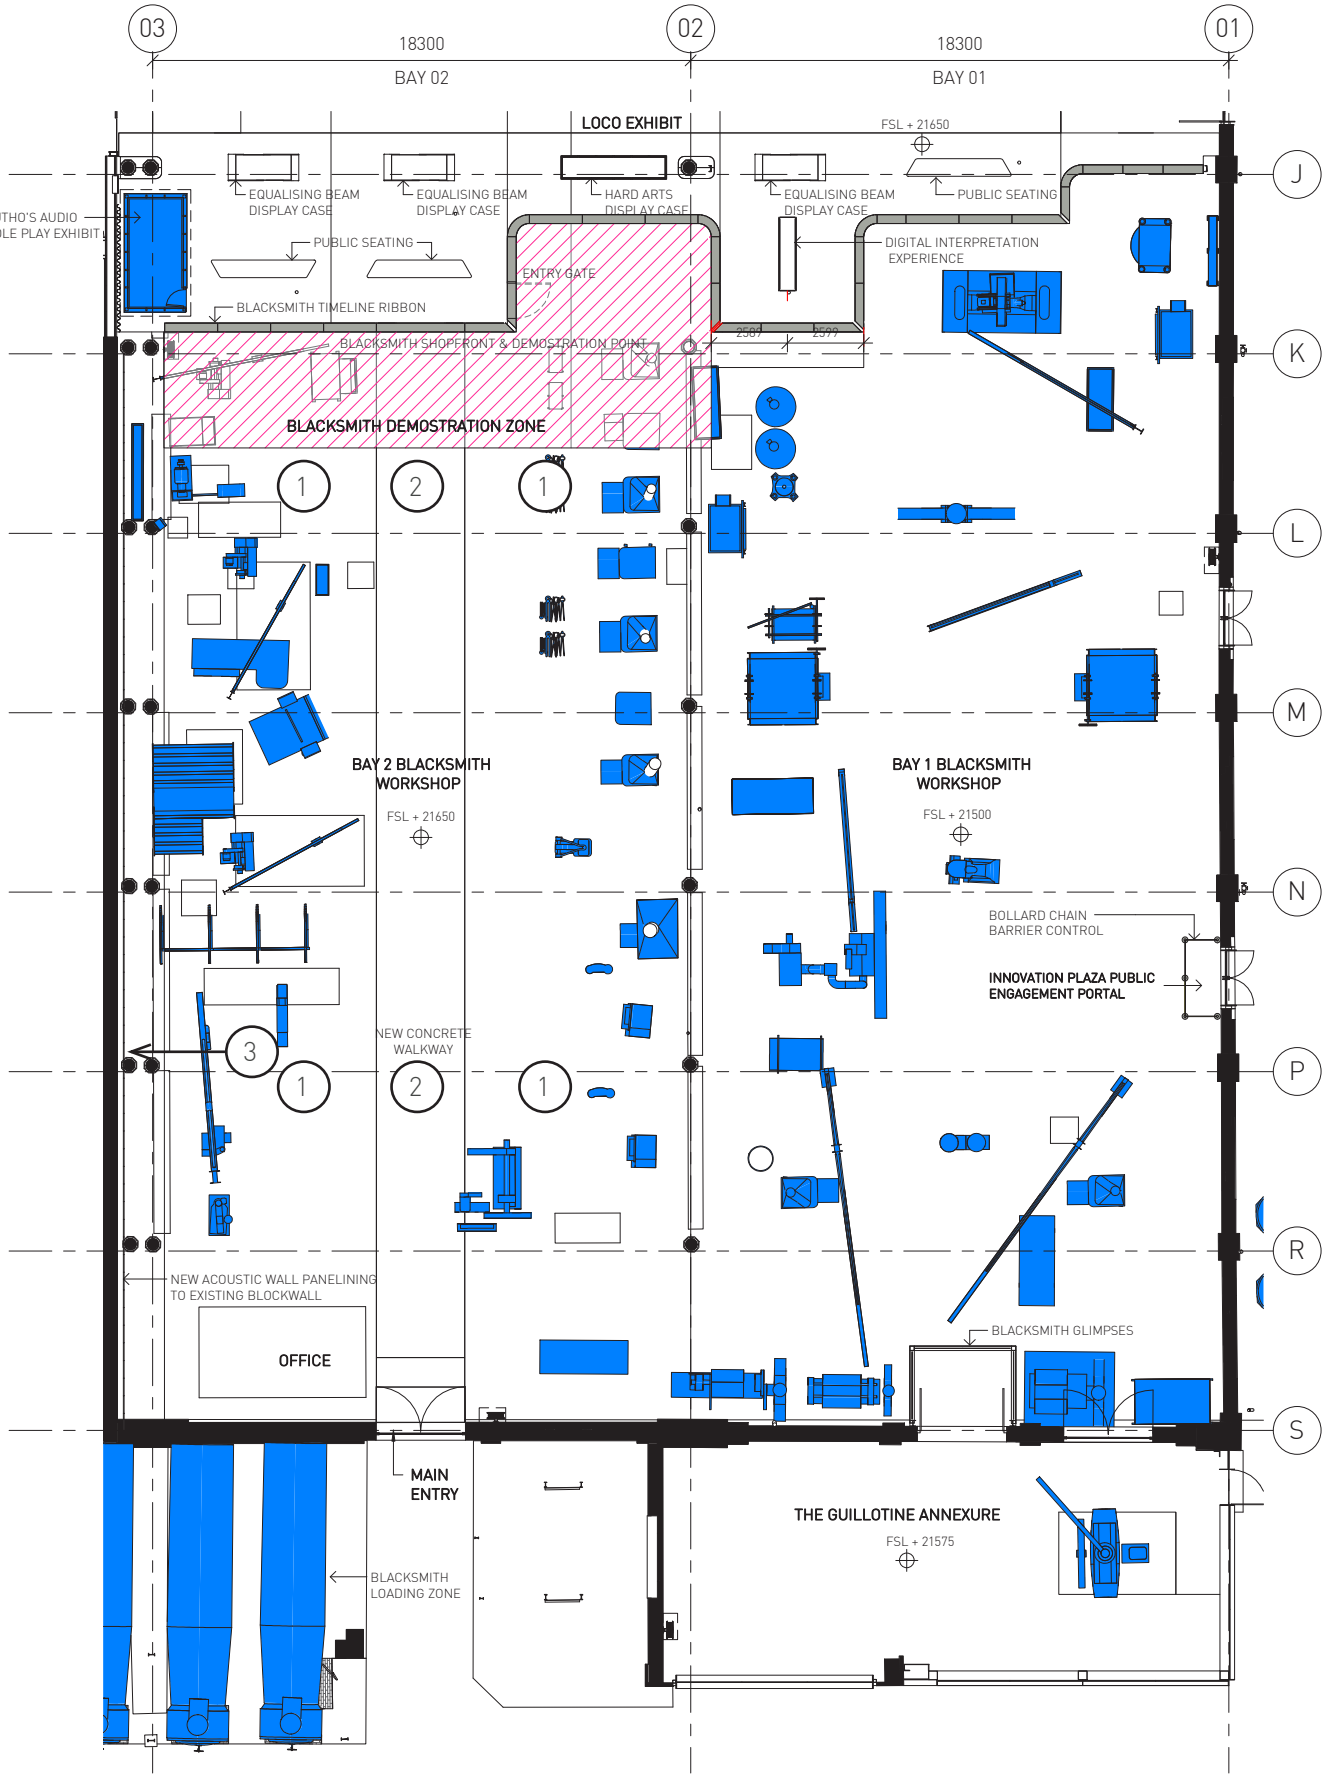 03
02
01
18300
18300
BAY 02
BAY 01
LOCO EXHIBIT
FSL + 21650
J
EQUALISING BEAM
DISPLAY CASE
EQUALISING BEAM
DISPLAY CASE
HARD ARTS
DISPLAY CASE
EQUALISING BEAM
DISPLAY CASE
PUBLIC SEATING
UTHO'S AUDIO
OLE PLAY EXHIBIT
PUBLIC SEATING
DIGITAL INTERPRETATION
EXPERIENCE
ENTRY GATE
BLACKSMITH TIMELINE RIBBON
2589
2599
BLACKSMITH SHOPFRONT & DEMOSTRATION POINT
K
BLACKSMITH DEMOSTRATION ZONE
1
2
1
L
M
BAY 2 BLACKSMITH
WORKSHOP
FSL + 21650
BAY 1 BLACKSMITH
WORKSHOP
FSL + 21500
N
BOLLARD CHAIN
BARRIER CONTROL
INNOVATION PLAZA PUBLIC
ENGAGEMENT PORTAL
NEW CONCRETE
WALKWAY
3
1
2
1
P
R
NEW ACOUSTIC WALL PANELINING
TO EXISTING BLOCKWALL
OFFICE
BLACKSMITH GLIMPSES
S
MAIN
ENTRY
THE GUILLOTINE ANNEXURE
FSL + 21575
BLACKSMITH
LOADING ZONE